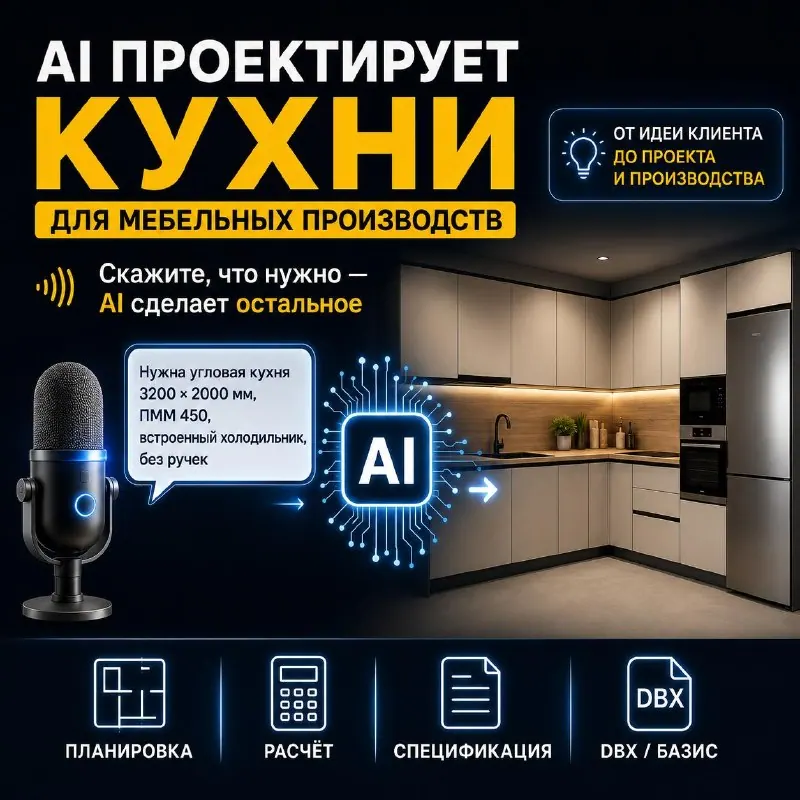 AI ПРОЕКТИРУЕТ
КУХНИ
ДЛЯ МЕБЕЛЬНЫХ ПРОИЗВОДСТВ
ОТ ИДЕИ КЛИЕНТА
ДО ПРОЕКТА
И ПРОИЗВОДСТВА
Скажите, что нужно —
AI сделает остальное
Нужна угловая кухня
3200 × 2000 мм,
ПММ 450,
встроенный холодильник,
без ручек
AI
ПЛАНИРОВКА
РАСЧЁТ
СПЕЦИФИКАЦИЯ
DBX
DBX / БАЗИС